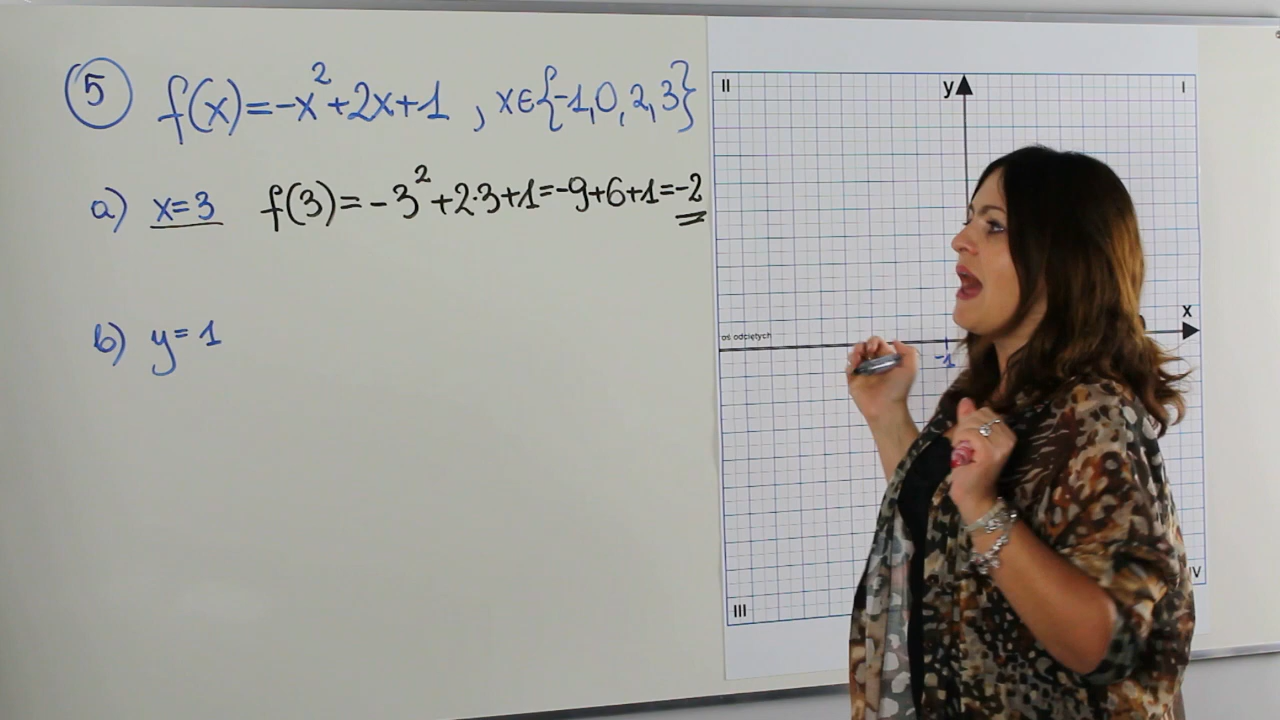 5 f(x)=-x²+2x+1 , x∈{-1,0,2,3}
a) x=3 f(3)=-3²+2·3+1=-9+6+1=-2
b) y=1
II y I
oś odciętych -1 x
III IV